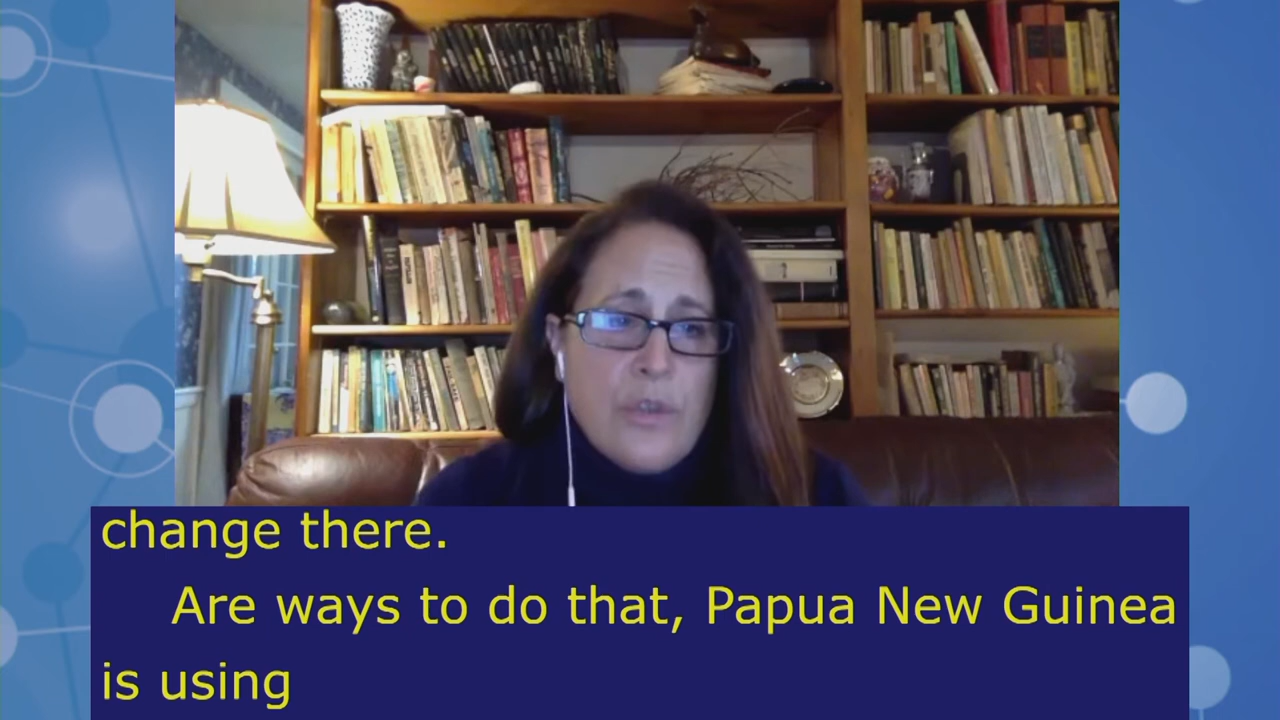 change there.
Are ways to do that, Papua New Guinea
is using